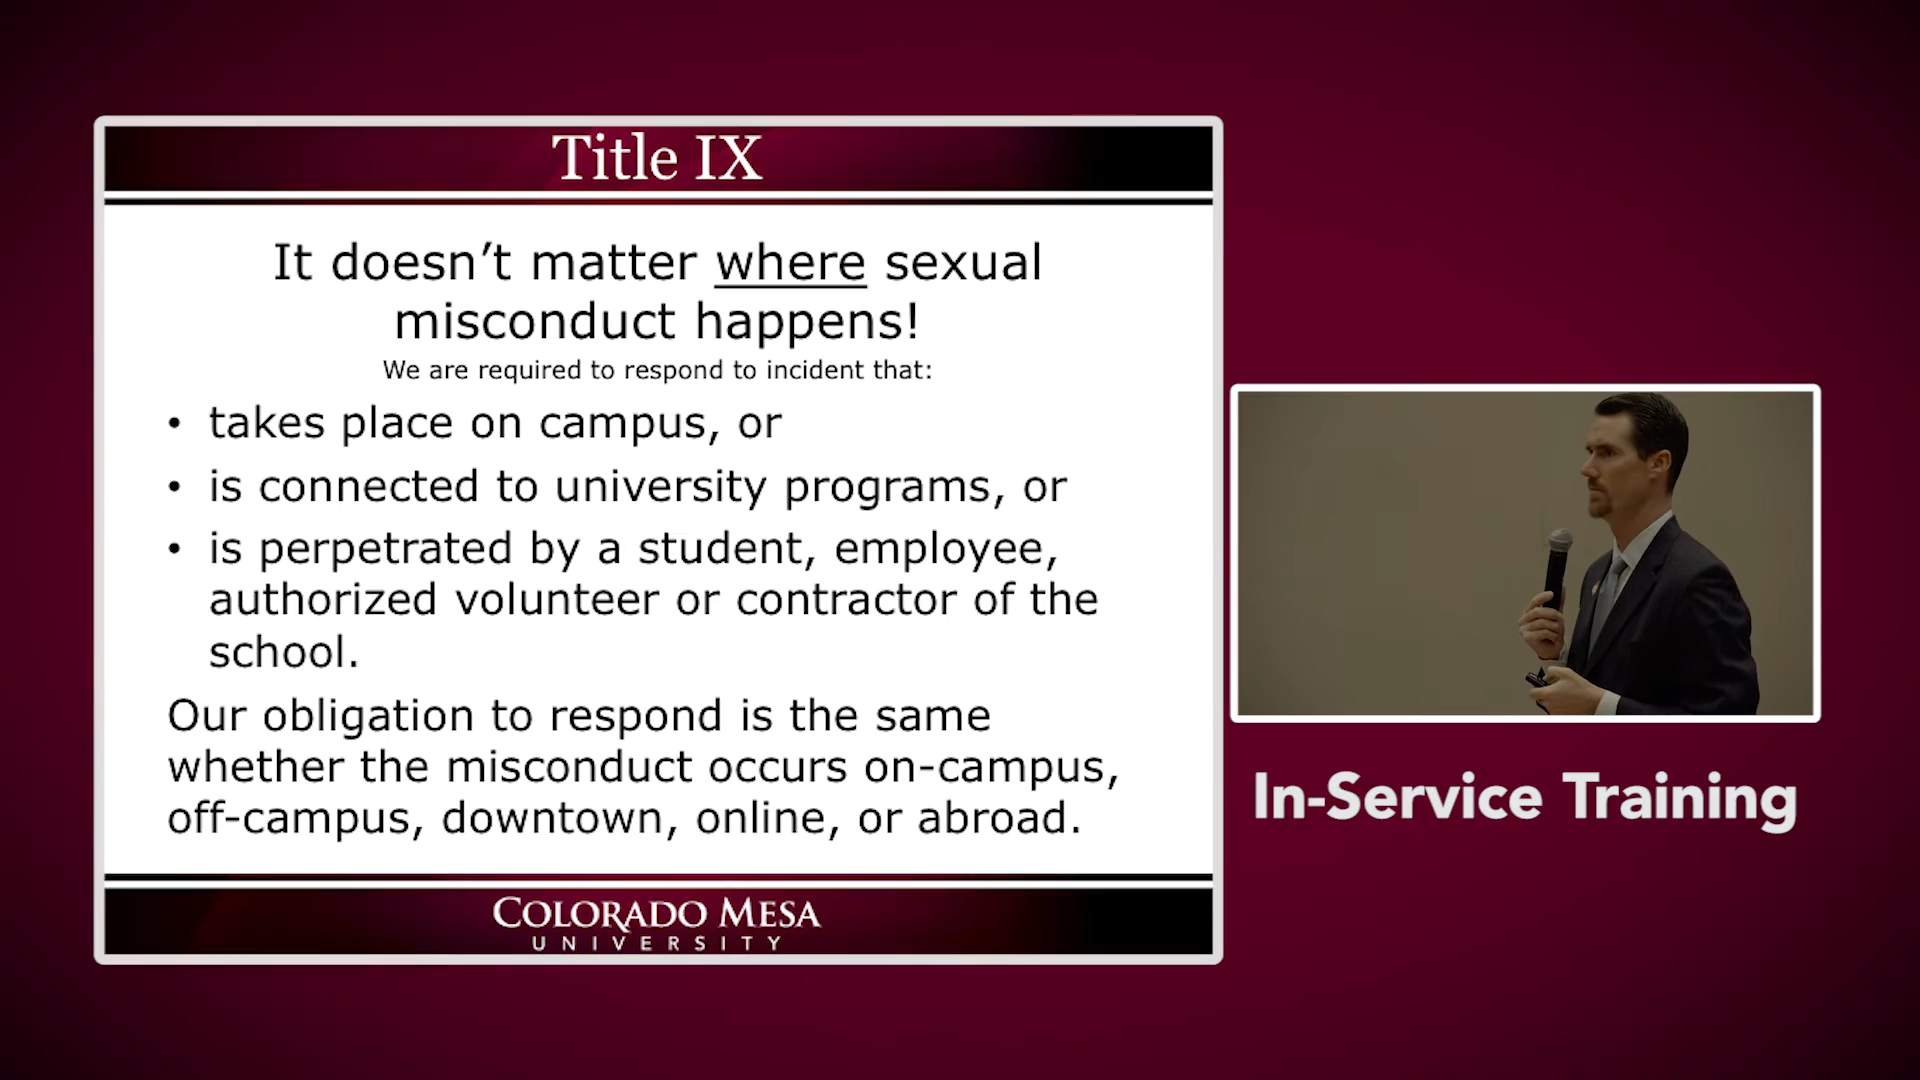 Title IX
It doesn’t matter where sexual
misconduct happens!
We are required to respond to incident that:
• takes place on campus, or
• is connected to university programs, or
• is perpetrated by a student, employee,
authorized volunteer or contractor of the
school.
Our obligation to respond is the same
whether the misconduct occurs on-campus,
off-campus, downtown, online, or abroad.
COLORADO MESA
UNIVERSITY
In-Service Training